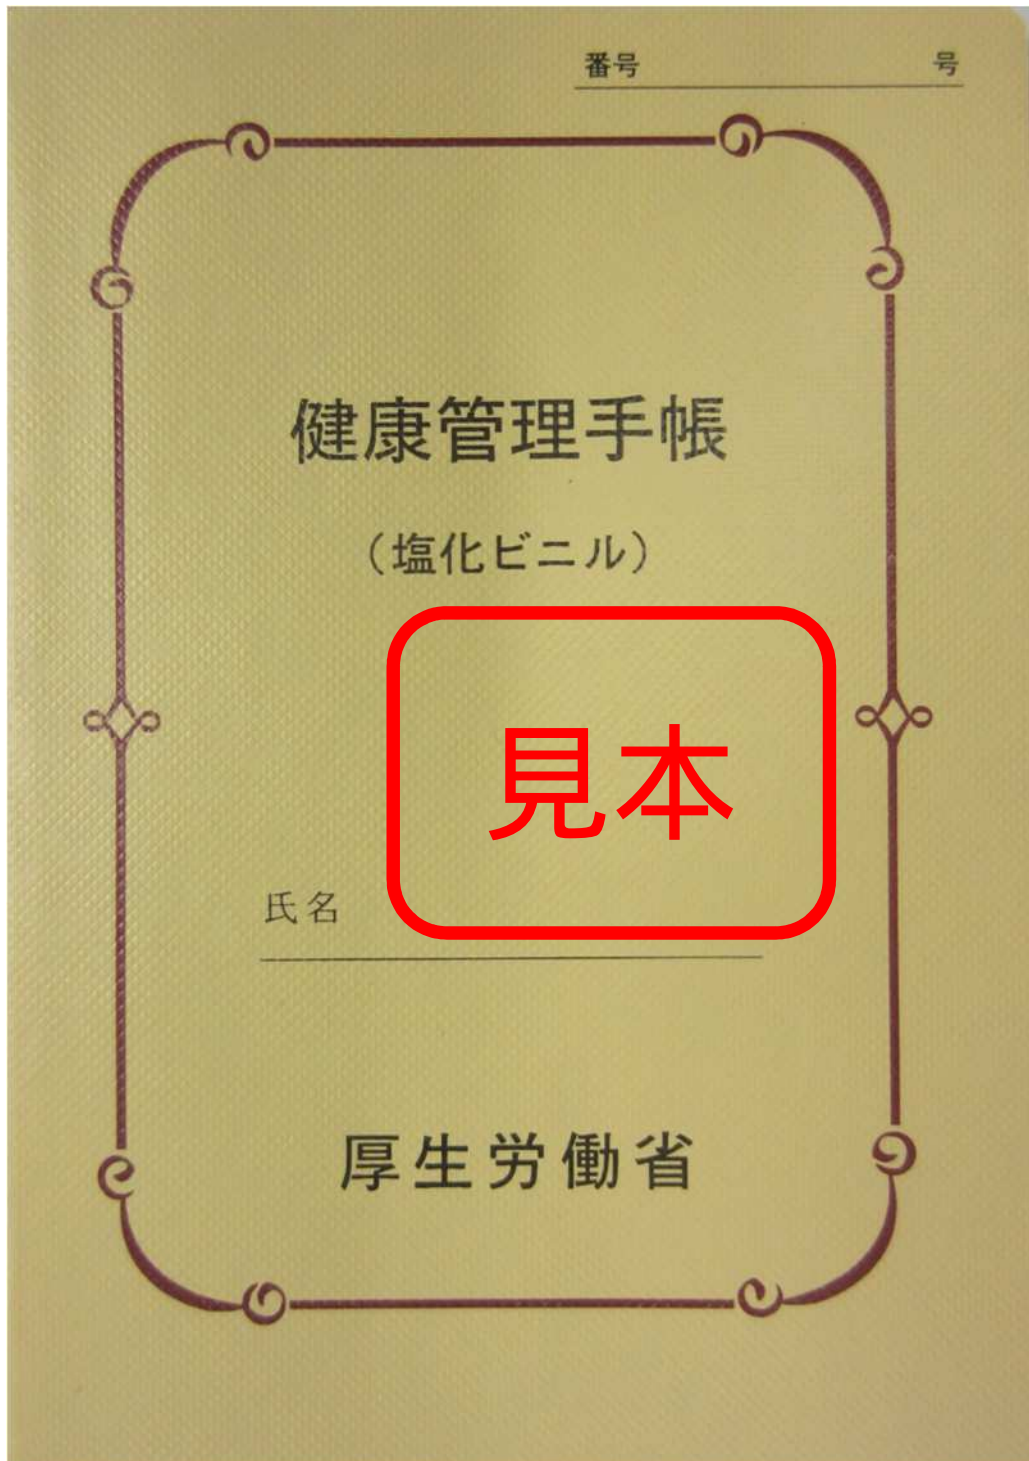 番号 号
健康管理手帳
（塩化ビニル）
見本
氏名
厚生労働省